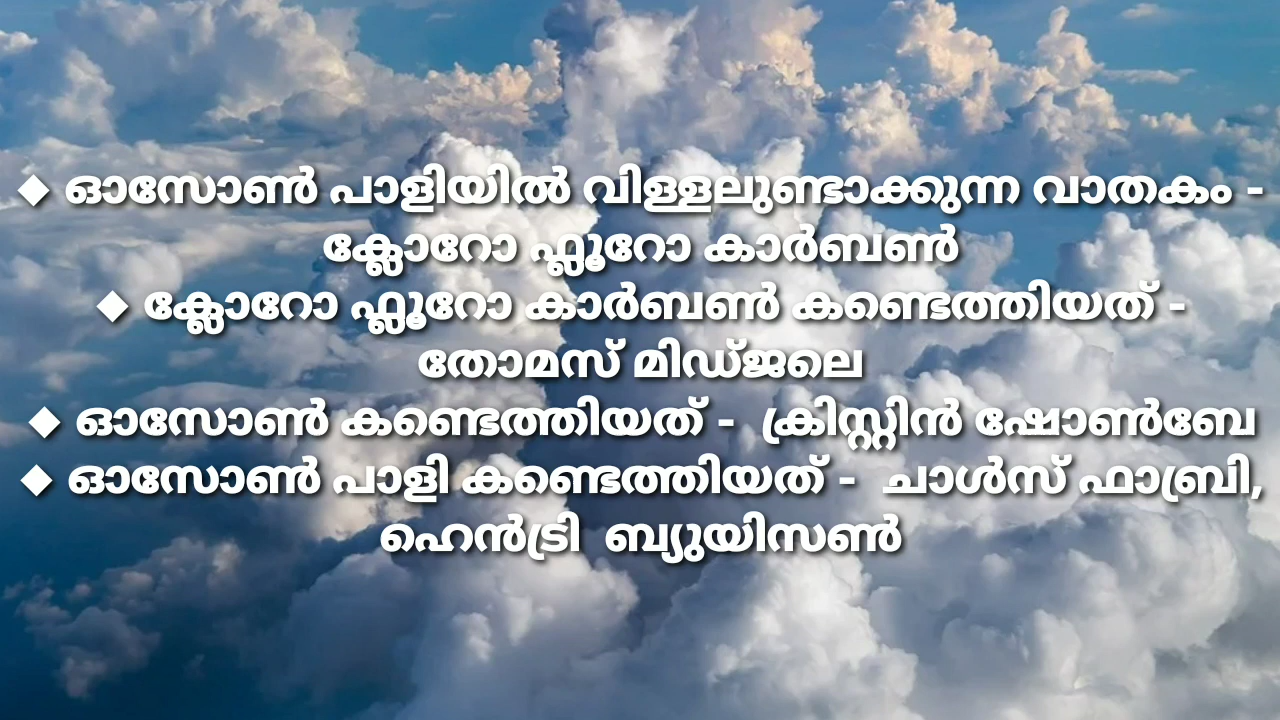 ◆ ഓസോൺ പാളിയിൽ വിള്ളലുണ്ടാക്കുന്ന വാതകം -
ക്ലോറോ ഫ്ലൂറോ കാർബൺ
◆ ക്ലോറോ ഫ്ലൂറോ കാർബൺ കണ്ടെത്തിയത് -
തോമസ് മിഡ്ജലെ
◆ ഓസോൺ കണ്ടെത്തിയത് - ക്രിസ്റ്റിൻ ഷോൺബേ
◆ ഓസോൺ പാളി കണ്ടെത്തിയത് - ചാൾസ് ഫാബ്രി,
ഹെൻട്രി ബ്യുയിസൺ